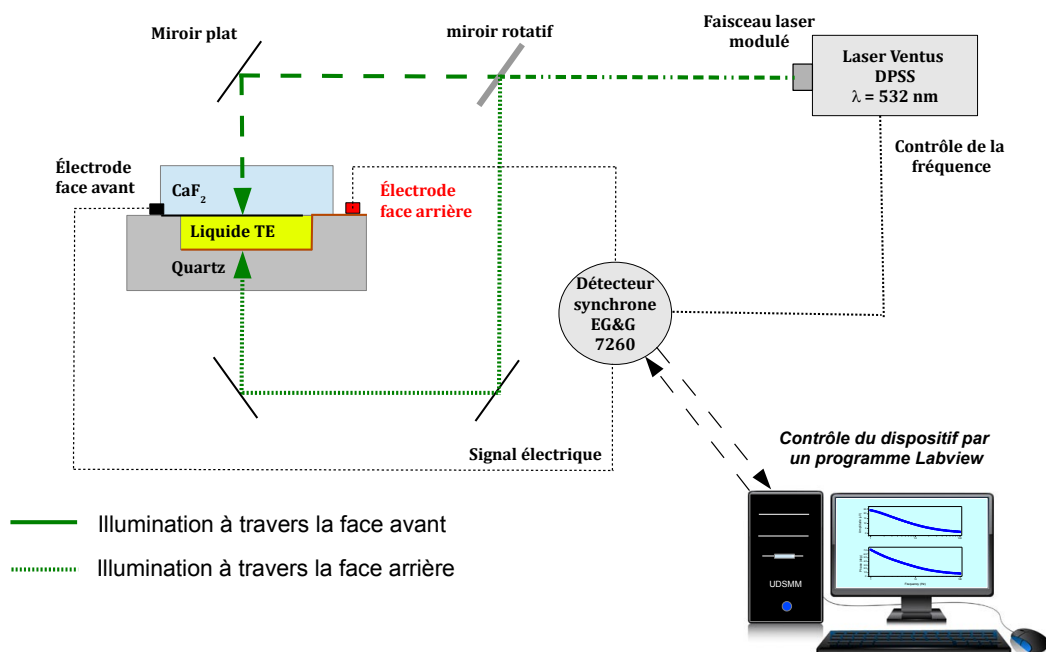 Miroir plat
miroir rotatif
Faisceau laser
modulé
Laser Ventus
DPSS
λ = 532 nm
Contrôle de la
fréquence
Électrode
face avant
CaF2
Électrode
face arrière
Liquide TE
Quartz
Détecteur
synchrone
EG&G
7260
Signal électrique
Contrôle du dispositif par
un programme Labview
Illumination à travers la face avant
Illumination à travers la face arrière
UDSMM